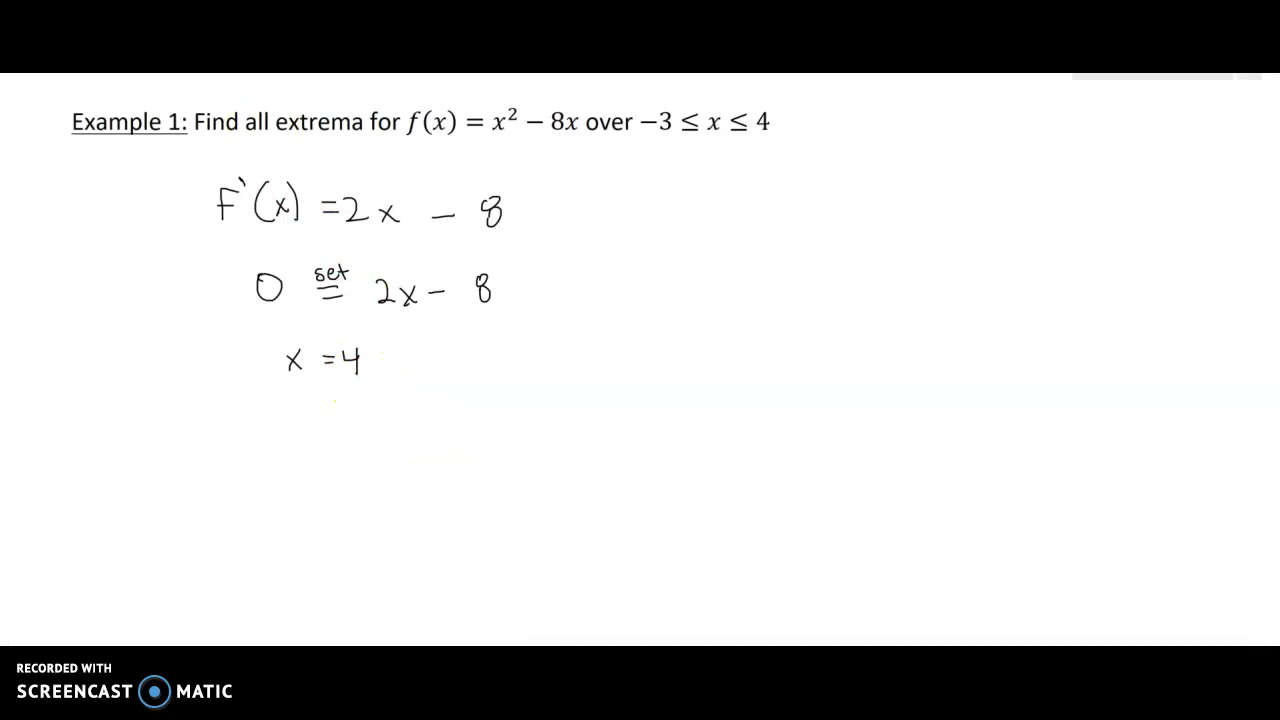 Example 1: Find all extrema for f(x) = x² − 8x over −3 ≤ x ≤ 4
F'(x) = 2x - 8
0 set = 2x - 8
x = 4
RECORDED WITH
SCREENCAST MATIC